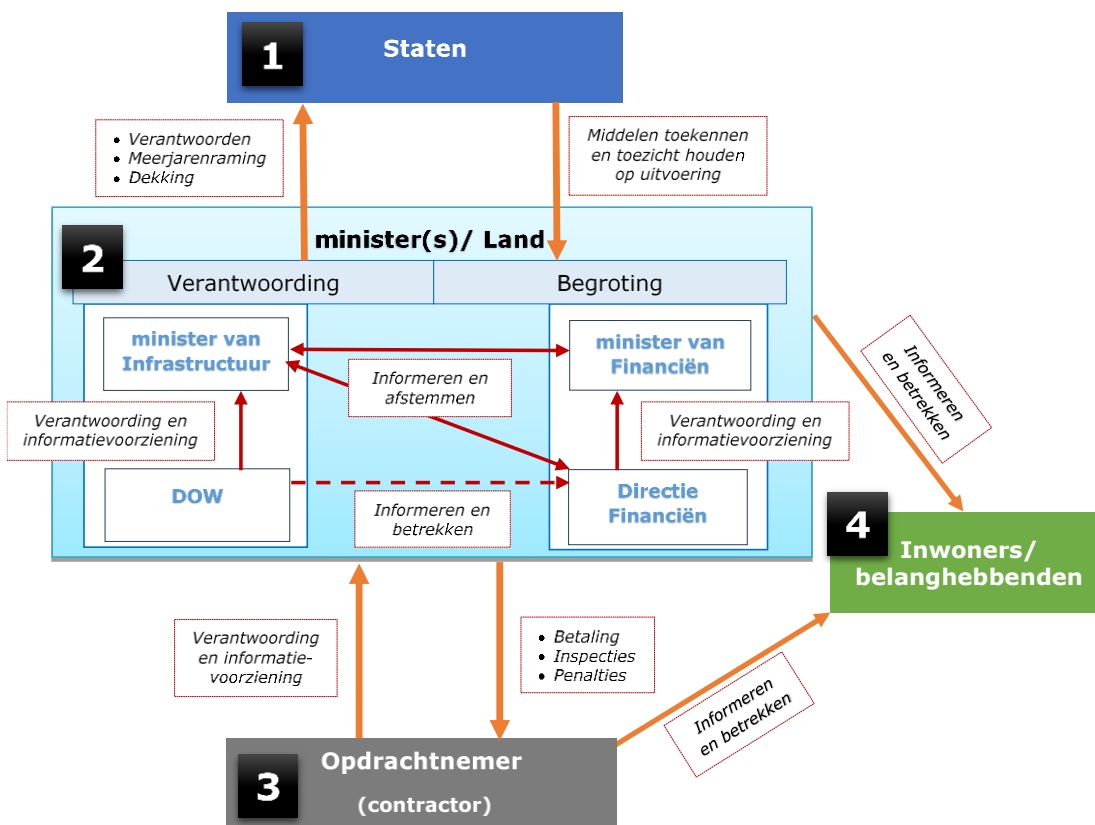 1
Staten
• Verantwoorden
• Meerjarenraming
• Dekking
Middelen toekennen
en toezicht houden
op uitvoering
2
minister(s)/ Land
Verantwoording
Begroting
minister van
Infrastructuur
minister van
Financiën
Informeren en
afstemmen
Verantwoording en
informatievoorziening
Verantwoording en
informatievoorziening
Informeren
en betrekken
DOW
Directie
Financiën
Informeren en
betrekken
4
Inwoners/
belanghebbenden
Verantwoording
en informatie-
voorziening
• Betaling
• Inspecties
• Penalties
Informeren
en betrekken
3
Opdrachtnemer
(contractor)